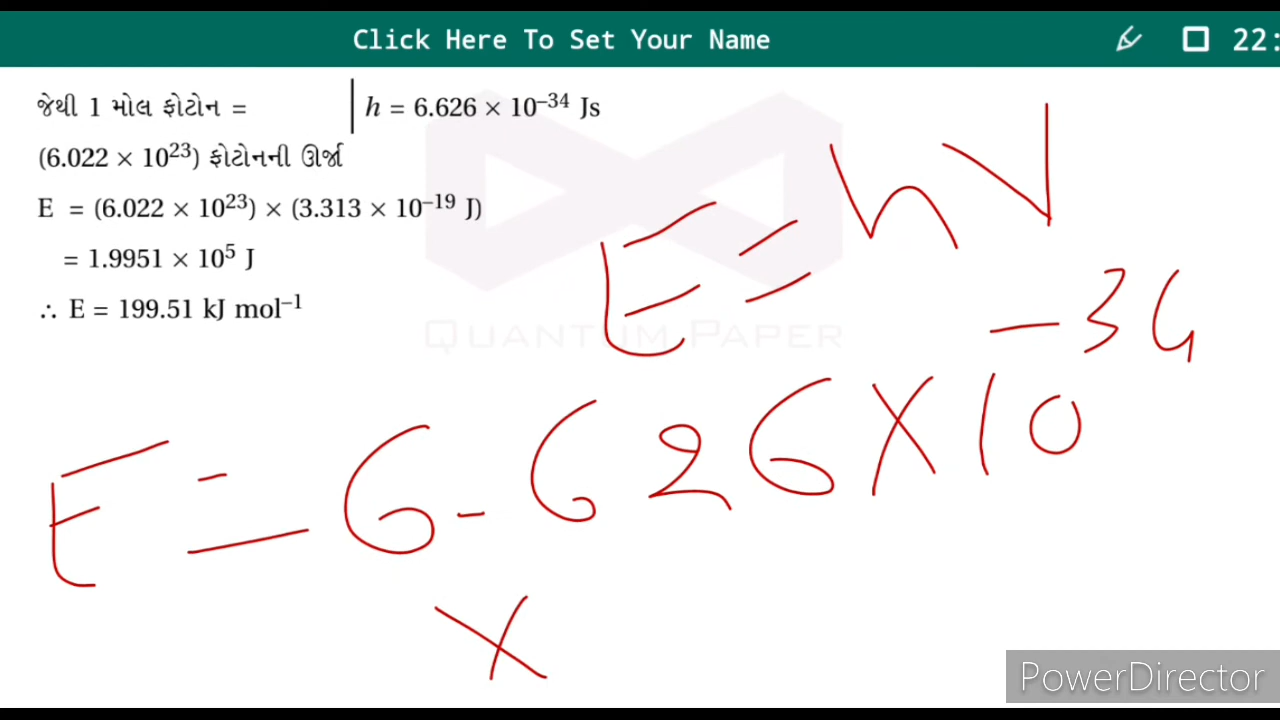 Click Here To Set Your Name
22:
જેથી 1 મોલ ફોટોન = | h = 6.626 × 10⁻³⁴ Js
(6.022 × 10²³) ફોટોનની ઊર્જા
E = (6.022 × 10²³) × (3.313 × 10⁻¹⁹ J)
= 1.9951 × 10⁵ J
∴ E = 199.51 kJ mol⁻¹
QUANTUM PAPER
E = hν
E = 6.626 × 10⁻³⁴
×
PowerDirector